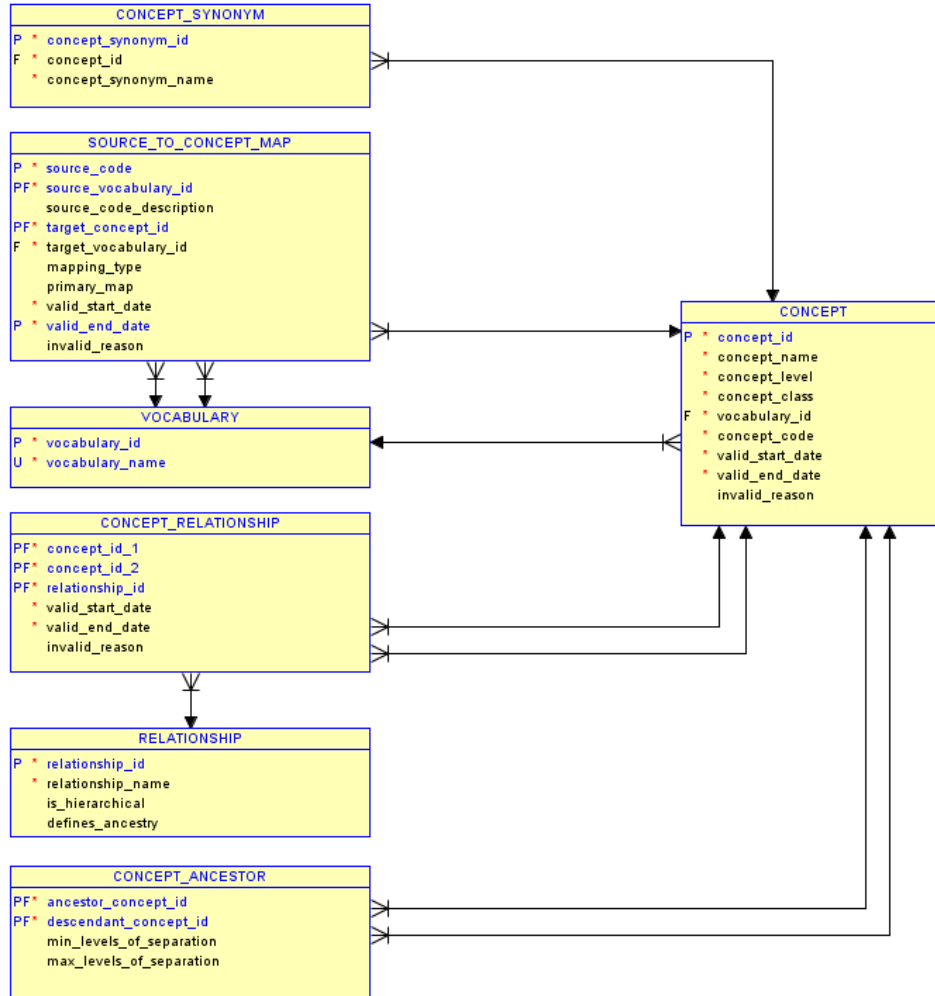 CONCEPT_SYNONYM
P * concept_synonym_id
F * concept_id
* concept_synonym_name
SOURCE_TO_CONCEPT_MAP
P * source_code
PF* source_vocabulary_id
source_code_description
PF* target_concept_id
F * target_vocabulary_id
mapping_type
primary_map
* valid_start_date
P * valid_end_date
invalid_reason
VOCABULARY
P * vocabulary_id
U * vocabulary_name
CONCEPT_RELATIONSHIP
PF* concept_id_1
PF* concept_id_2
PF* relationship_id
* valid_start_date
* valid_end_date
invalid_reason
RELATIONSHIP
P * relationship_id
* relationship_name
is_hierarchical
defines_ancestry
CONCEPT_ANCESTOR
PF* ancestor_concept_id
PF* descendant_concept_id
min_levels_of_separation
max_levels_of_separation
CONCEPT
P * concept_id
* concept_name
* concept_level
* concept_class
F * vocabulary_id
* concept_code
* valid_start_date
* valid_end_date
invalid_reason